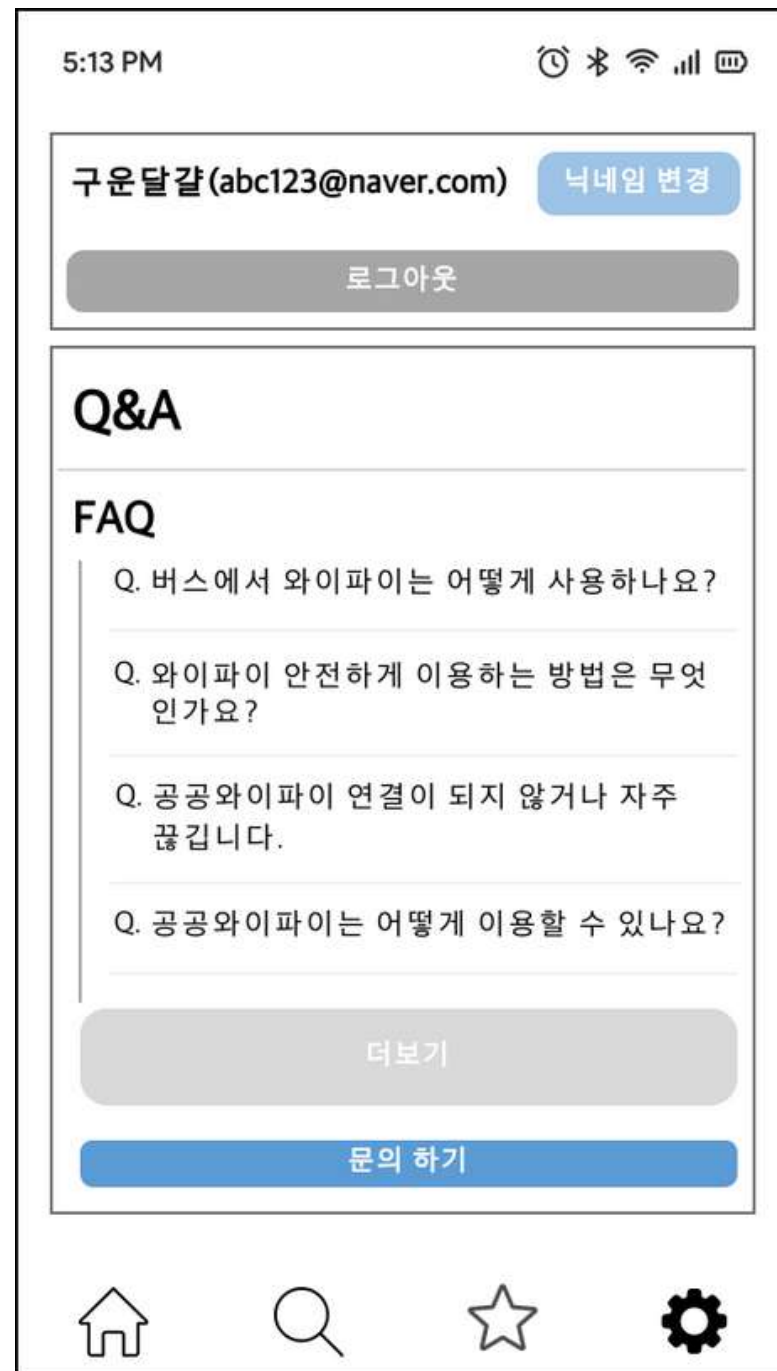 5:13 PM
구운달걀(abc123@naver.com)
닉네임 변경
로그아웃
Q&A
FAQ
Q. 버스에서 와이파이는 어떻게 사용하나요?
Q. 와이파이 안전하게 이용하는 방법은 무엇
인가요?
Q. 공공와이파이 연결이 되지 않거나 자주
끊깁니다.
Q. 공공와이파이는 어떻게 이용할 수 있나요?
더보기
문의 하기